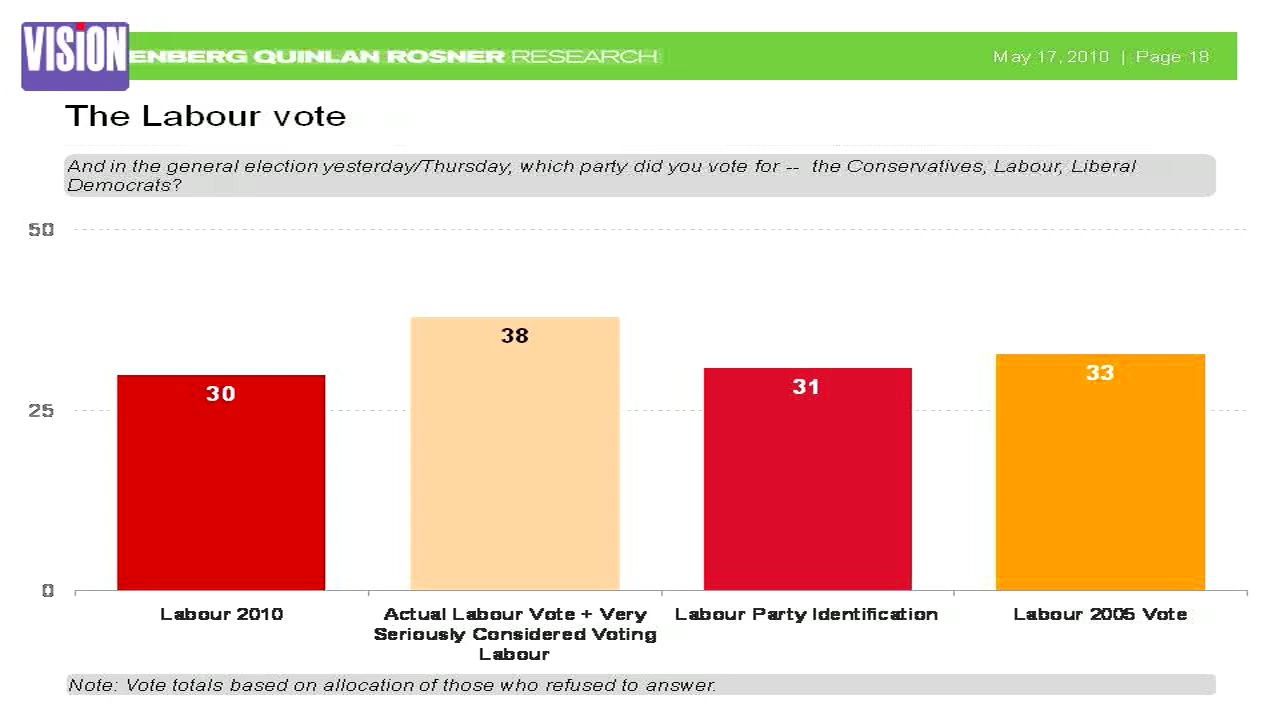 VISION
ENBERG QUINLAN ROSNER RESEARCH
May 17, 2010 | Page 18
The Labour vote
And in the general election yesterday/Thursday, which party did you vote for -- the Conservatives, Labour, Liberal
Democrats?
50
38
33
31
30
25
0
Labour 2010
Actual Labour Vote + Very
Seriously Considered Voting
Labour
Labour Party Identification
Labour 2005 Vote
Note: Vote totals based on allocation of those who refused to answer.